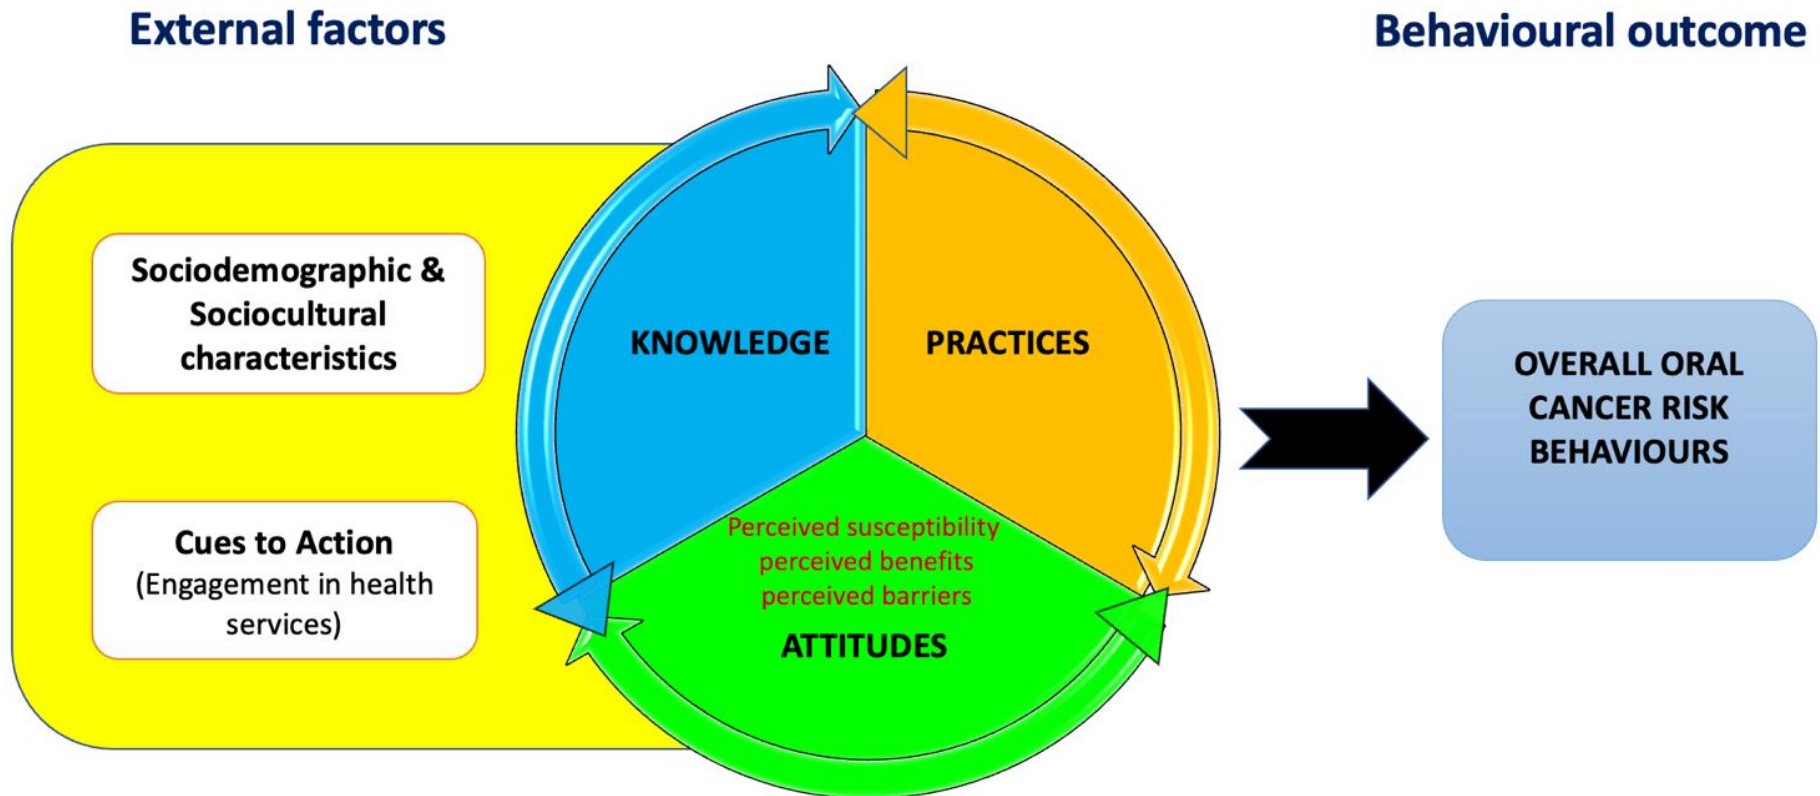 External factors
Behavioural outcome
Sociodemographic &
Sociocultural
characteristics
Cues to Action
(Engagement in health
services)
KNOWLEDGE
PRACTICES
Perceived susceptibility
perceived benefits
perceived barriers
ATTITUDES
OVERALL ORAL
CANCER RISK
BEHAVIOURS